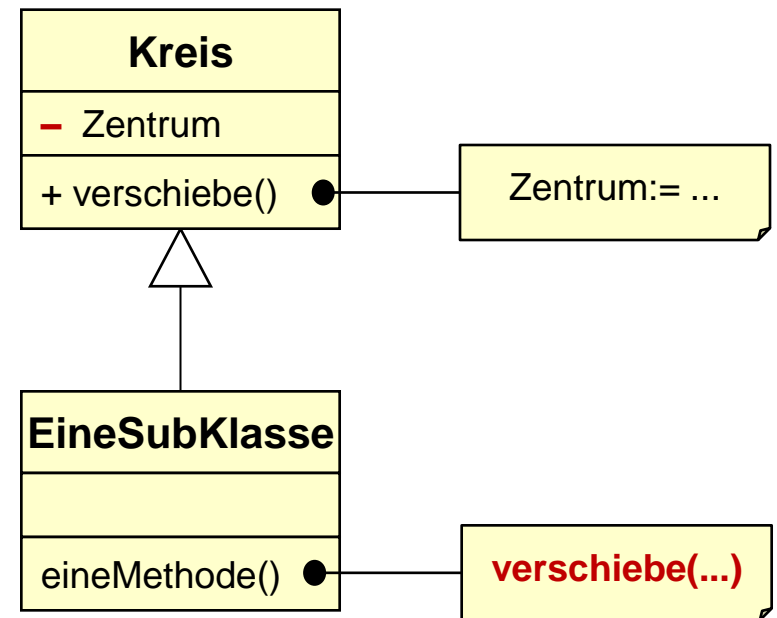 Kreis
– Zentrum
+ verschiebe()
Zentrum:= ...
EineSubKlasse
eineMethode()
verschiebe(...)